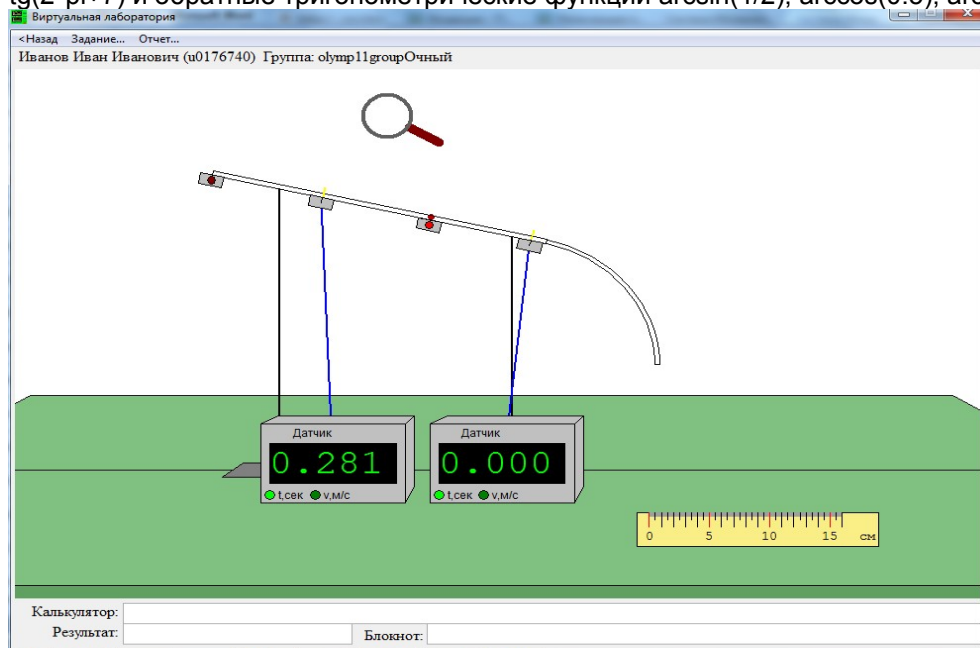 tg(2*pi+7) и обратные тригонометрические функции arcsin(1/2), arccos(0.5), arc
Виртуальная лаборатория
<Назад Задание... Отчет...
Иванов Иван Иванович (u0176740) Группа: olymp11groupОчный
Датчик
0.281
t,сек v,м/с
Датчик
0.000
t,сек v,м/с
0 5 10 15 см
Калькулятор:
Результат:
Блокнот: